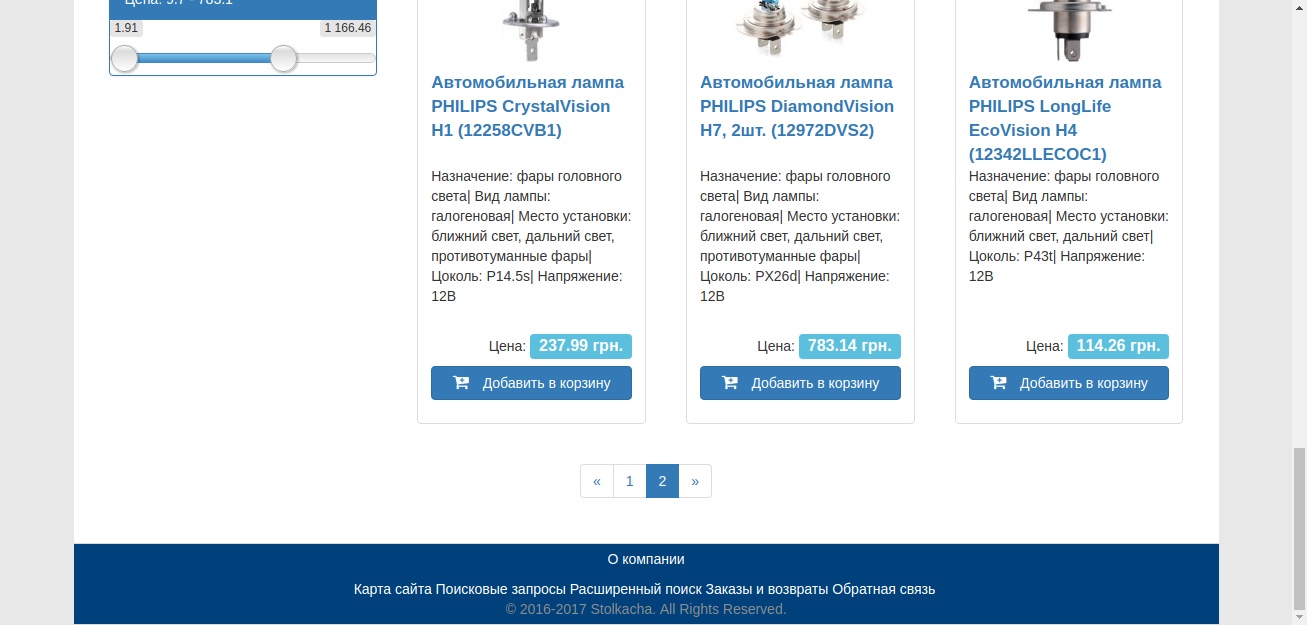 Цена: 9.7 - 783.1
1.91
1 166.46
Автомобильная лампа
PHILIPS CrystalVision
H1 (12258CVB1)
Назначение: фары головного
света| Вид лампы:
галогеновая| Место установки:
ближний свет, дальний свет,
противотуманные фары|
Цоколь: P14.5s| Напряжение:
12В
Цена: 237.99 грн.
Добавить в корзину
Автомобильная лампа
PHILIPS DiamondVision
H7, 2шт. (12972DVS2)
Назначение: фары головного
света| Вид лампы:
галогеновая| Место установки:
ближний свет, дальний свет,
противотуманные фары|
Цоколь: PX26d| Напряжение:
12В
Цена: 783.14 грн.
Добавить в корзину
Автомобильная лампа
PHILIPS LongLife
EcoVision H4
(12342LLECOC1)
Назначение: фары головного
света| Вид лампы:
галогеновая| Место установки:
ближний свет, дальний свет|
Цоколь: P43t| Напряжение:
12В
Цена: 114.26 грн.
Добавить в корзину
« 1 2 »
О компании
Карта сайта Поисковые запросы Расширенный поиск Заказы и возвраты Обратная связь
© 2016-2017 Stolkacha. All Rights Reserved.